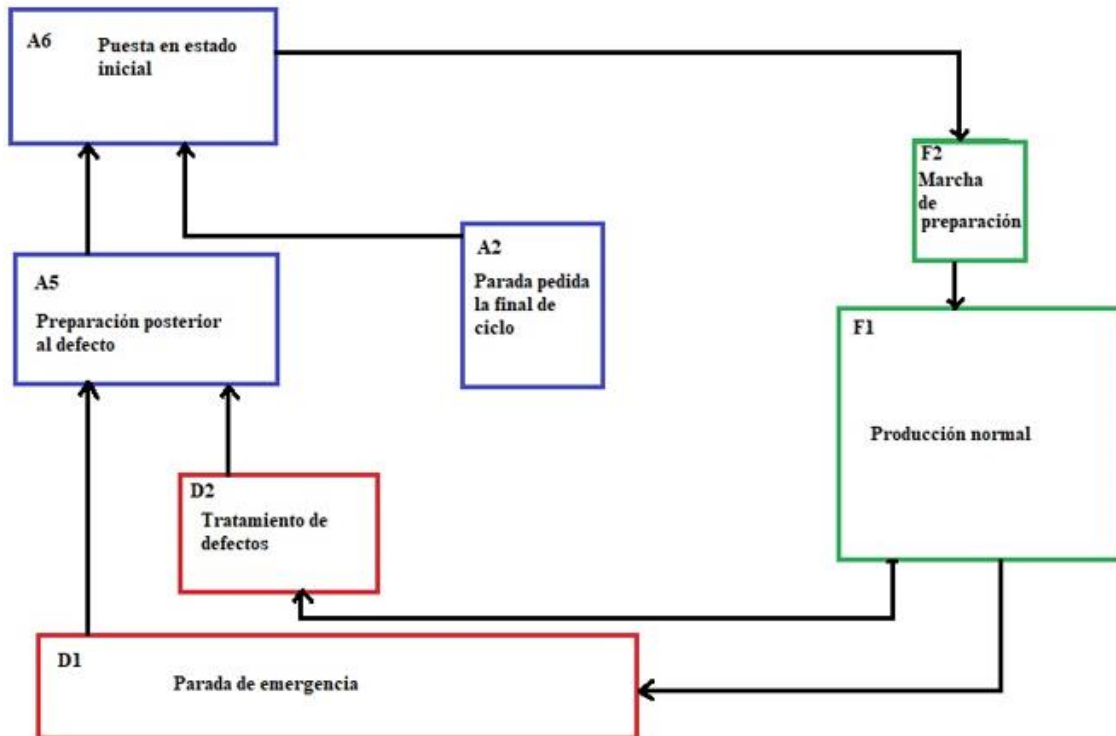 A6
Puesta en estado
inicial
F2
Marcha
de
preparación
A2
Parada pedida
la final de
ciclo
A5
Preparación posterior
al defecto
F1
Producción normal
D2
Tratamiento de
defectos
D1
Parada de emergencia